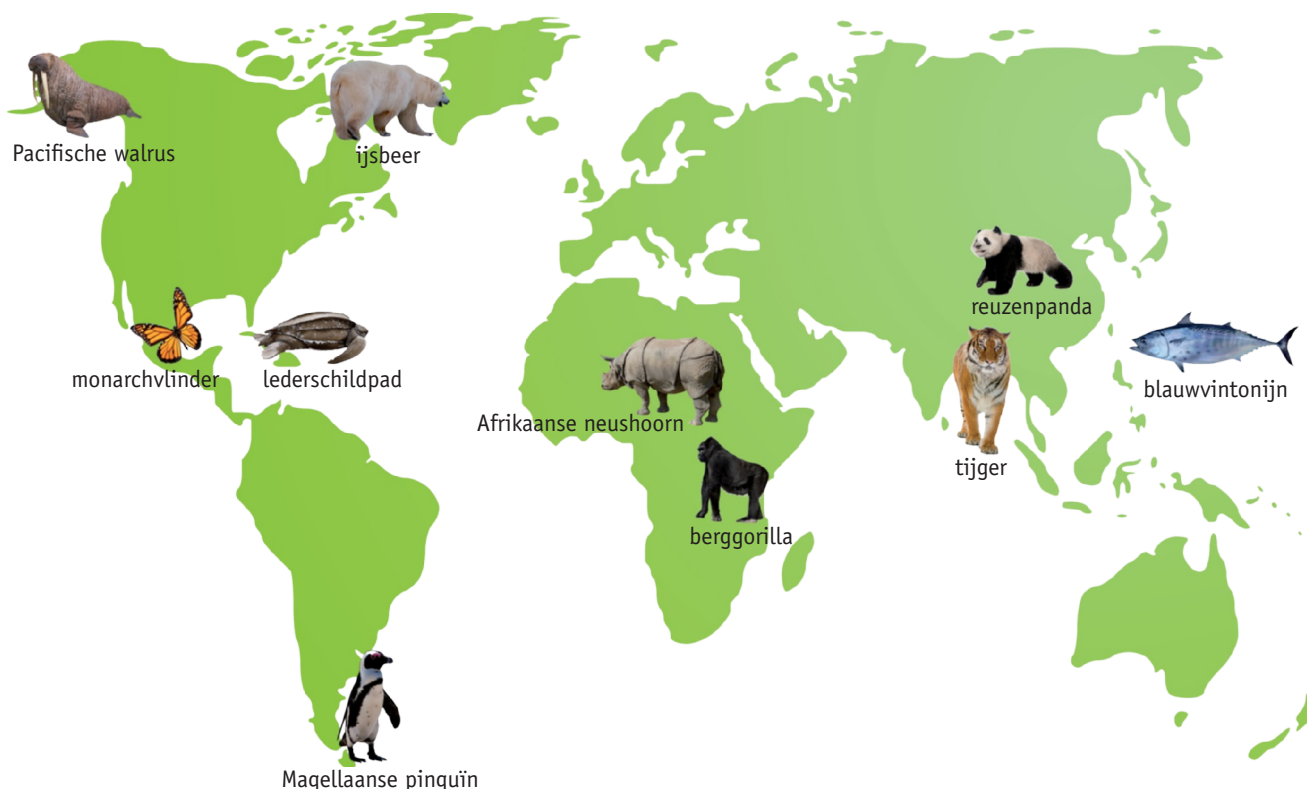 Pacifische walrus
ijsbeer
reuzenpanda
monarchvlinder
lederschildpad
blauwvintonijn
Afrikaanse neushoorn
tijger
berggorilla
Magellaanse pinguïn